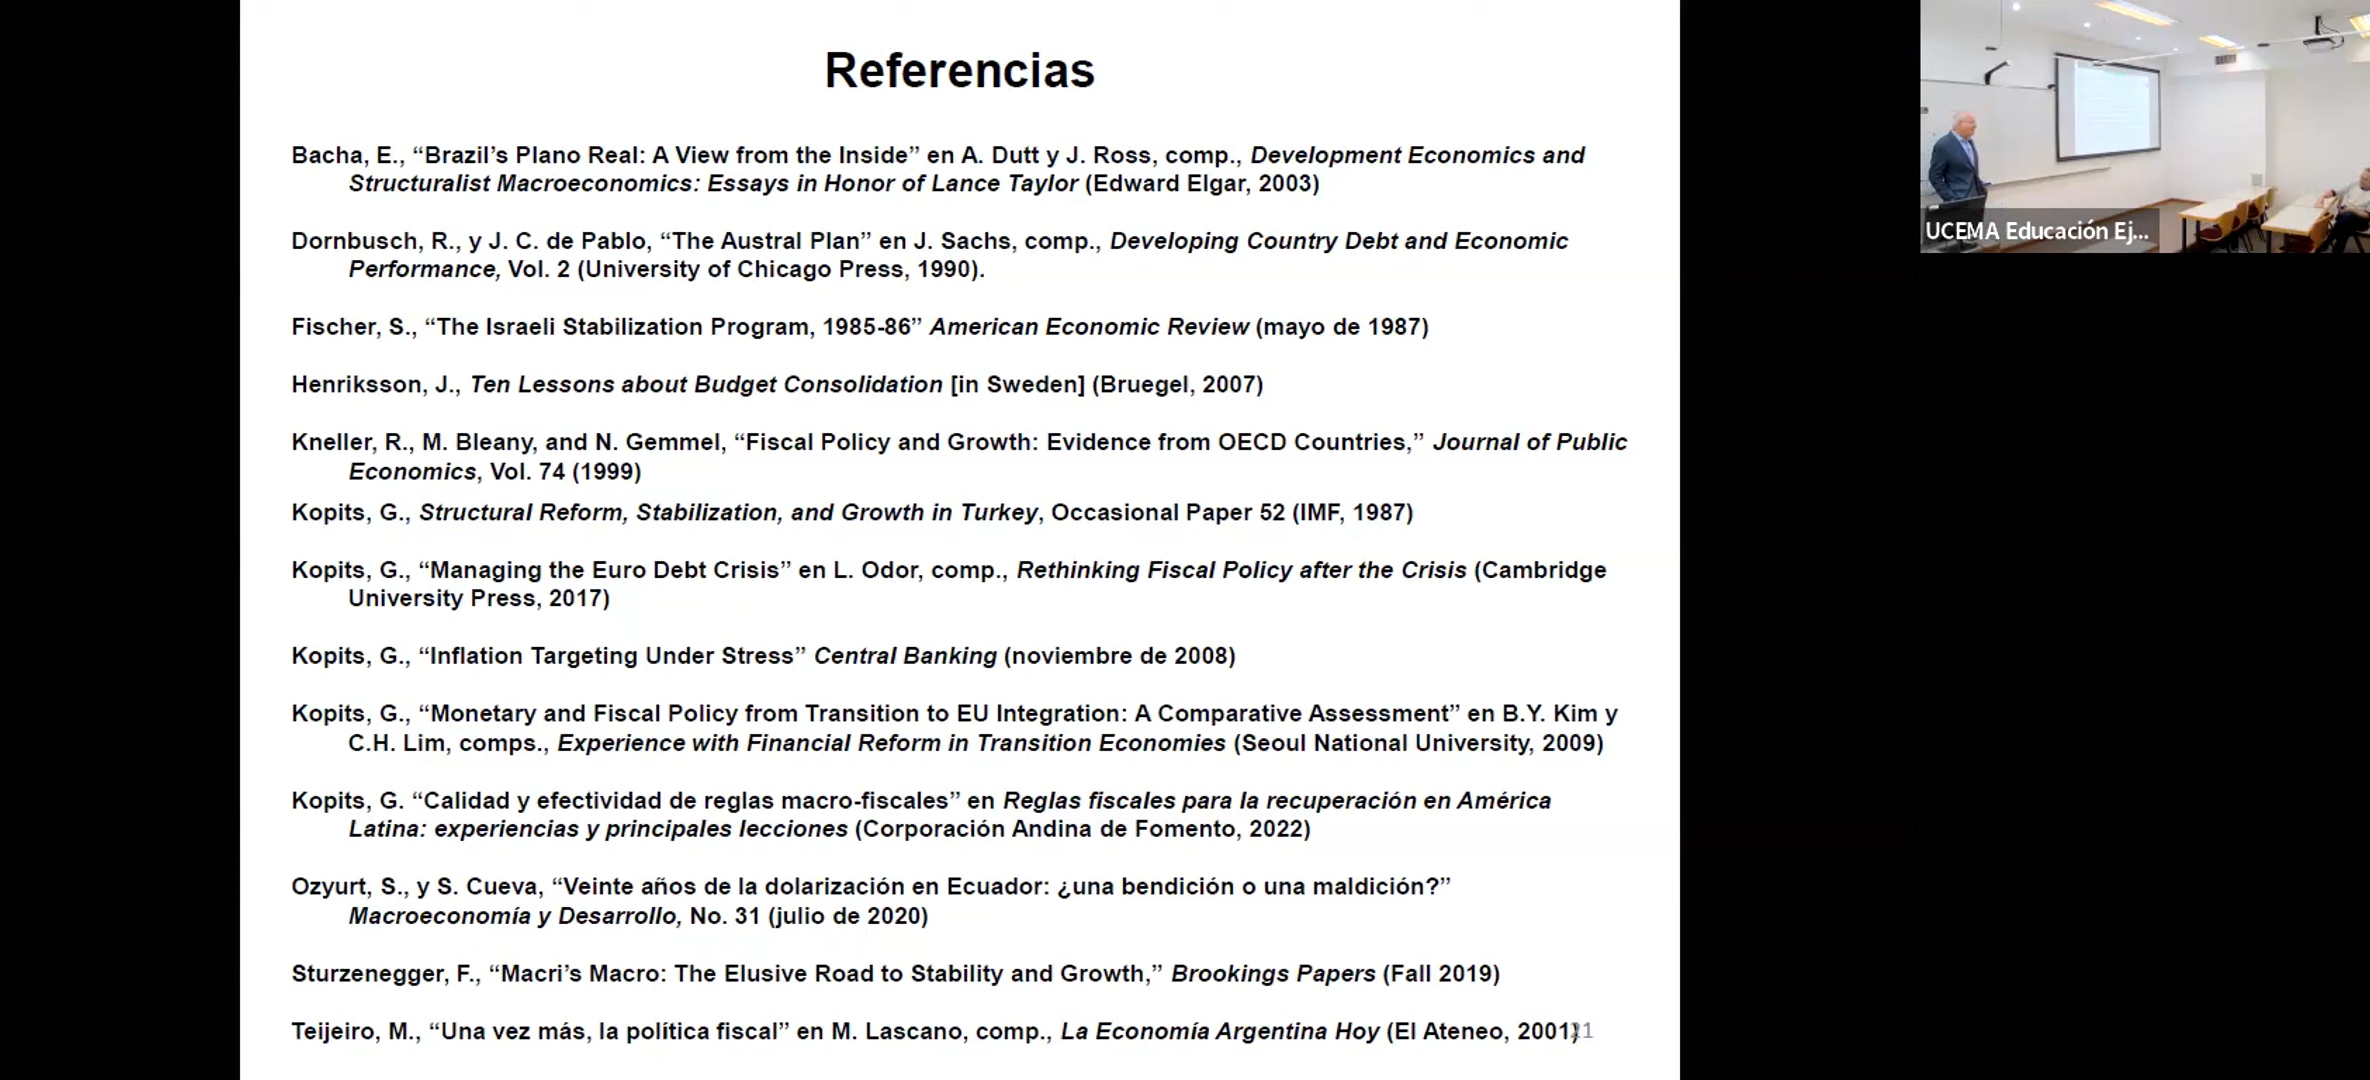 Referencias
Bacha, E., “Brazil’s Plano Real: A View from the Inside” en A. Dutt y J. Ross, comp., Development Economics and
Structuralist Macroeconomics: Essays in Honor of Lance Taylor (Edward Elgar, 2003)
Dornbusch, R., y J. C. de Pablo, “The Austral Plan” en J. Sachs, comp., Developing Country Debt and Economic
Performance, Vol. 2 (University of Chicago Press, 1990).
Fischer, S., “The Israeli Stabilization Program, 1985-86” American Economic Review (mayo de 1987)
Henriksson, J., Ten Lessons about Budget Consolidation [in Sweden] (Bruegel, 2007)
Kneller, R., M. Bleany, and N. Gemmel, “Fiscal Policy and Growth: Evidence from OECD Countries,” Journal of Public
Economics, Vol. 74 (1999)
Kopits, G., Structural Reform, Stabilization, and Growth in Turkey, Occasional Paper 52 (IMF, 1987)
Kopits, G., “Managing the Euro Debt Crisis” en L. Odor, comp., Rethinking Fiscal Policy after the Crisis (Cambridge
University Press, 2017)
Kopits, G., “Inflation Targeting Under Stress” Central Banking (noviembre de 2008)
Kopits, G., “Monetary and Fiscal Policy from Transition to EU Integration: A Comparative Assessment” en B.Y. Kim y
C.H. Lim, comps., Experience with Financial Reform in Transition Economies (Seoul National University, 2009)
Kopits, G. “Calidad y efectividad de reglas macro-fiscales” en Reglas fiscales para la recuperación en América
Latina: experiencias y principales lecciones (Corporación Andina de Fomento, 2022)
Ozyurt, S., y S. Cueva, “Veinte años de la dolarización en Ecuador: ¿una bendición o una maldición?”
Macroeconomía y Desarrollo, No. 31 (julio de 2020)
Sturzenegger, F., “Macri’s Macro: The Elusive Road to Stability and Growth,” Brookings Papers (Fall 2019)
Teijeiro, M., “Una vez más, la política fiscal” en M. Lascano, comp., La Economía Argentina Hoy (El Ateneo, 2001)
21
UCEMA Educación Ej...